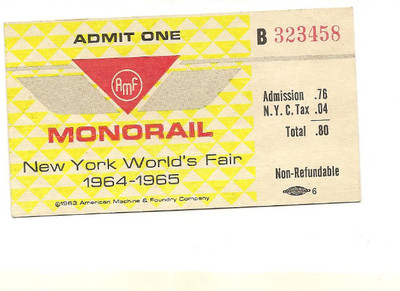 ADMIT ONE
B 323458
AMF
MONORAIL
New York World's Fair
1964-1965
©1963 American Machine & Foundry Company
Admission .76
N.Y.C. Tax .04
Total .80
Non-Refundable
6